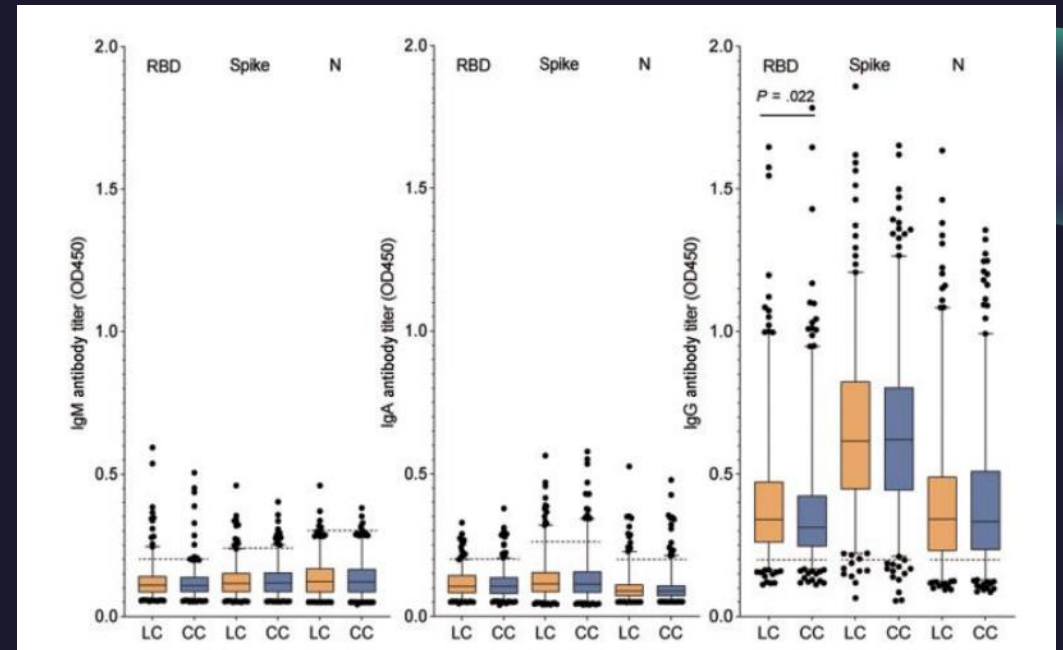 IgM antibody titer (OD450)
2.0
1.5
1.0
0.5
0.0
RBD Spike N
LC CC LC CC LC CC
IgA antibody titer (OD450)
2.0
1.5
1.0
0.5
0.0
RBD Spike N
LC CC LC CC LC CC
IgG antibody titer (OD450)
2.0
1.5
1.0
0.5
0.0
RBD Spike N
P = .022
LC CC LC CC LC CC